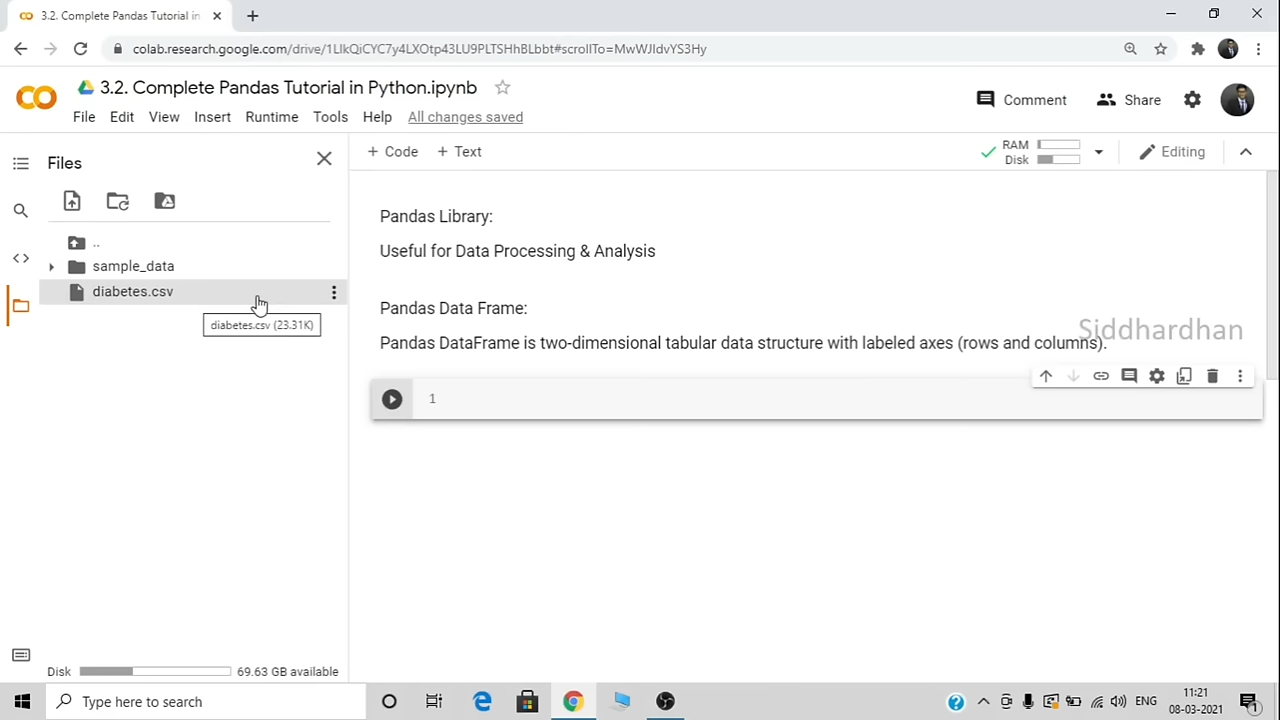 3.2. Complete Pandas Tutorial in
colab.research.google.com/drive/1LlkQiCYC7y4LXOtp43LU9PLTSHhBLbbt#scrollTo=MwWJIdvYS3Hy
3.2. Complete Pandas Tutorial in Python.ipynb
Comment
Share
File Edit View Insert Runtime Tools Help All changes saved
Files
+ Code + Text
RAM
Disk
Editing
..
sample_data
diabetes.csv
diabetes.csv (23.31K)
Pandas Library:
Useful for Data Processing & Analysis
Pandas Data Frame:
Siddhardhan
Pandas DataFrame is two-dimensional tabular data structure with labeled axes (rows and columns).
1
Disk 69.63 GB available
Type here to search
ENG
11:21
08-03-2021
1